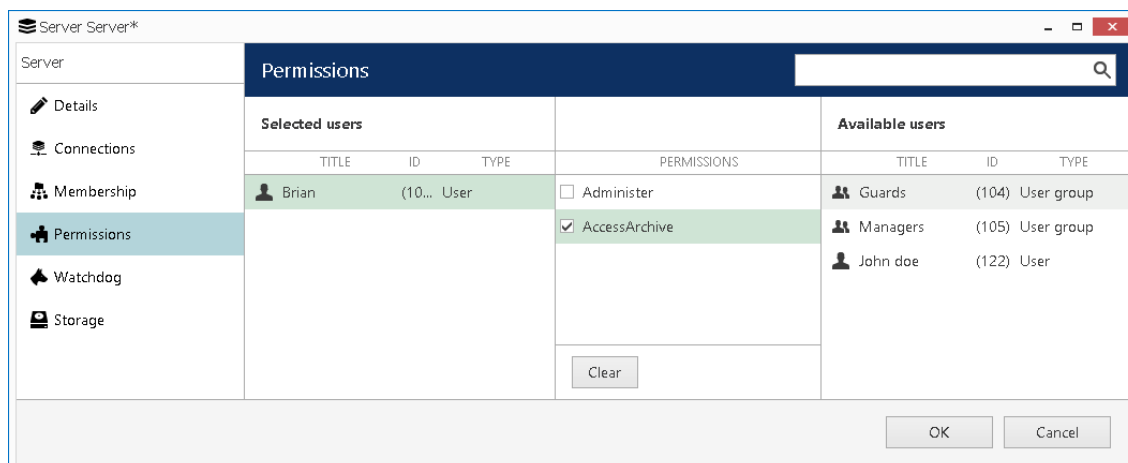 Server Server*
Server
Details
Connections
Membership
Permissions
Watchdog
Storage
Permissions
Selected users
TITLE ID TYPE
Brian (10... User
PERMISSIONS
Administer
AccessArchive
Clear
Available users
TITLE ID TYPE
Guards (104) User group
Managers (105) User group
John doe (122) User
OK Cancel